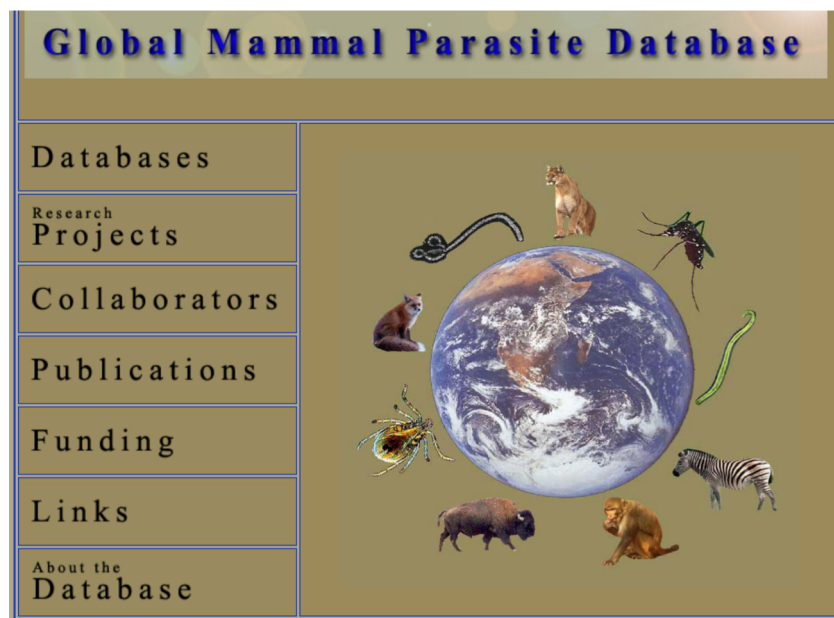 Global Mammal Parasite Database
Databases
Research
Projects
Collaborators
Publications
Funding
Links
About the
Database